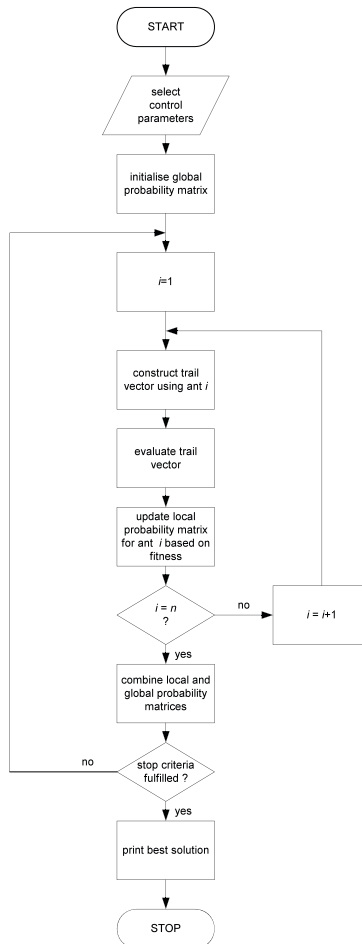 START
select
control
parameters
initialise global
probability matrix
i=1
construct trail
vector using ant i
evaluate trail
vector
update local
probability matrix
for ant i based on
fitness
i = n
?
no
i = i+1
yes
combine local and
global probability
matrices
no
stop criteria
fulfilled ?
yes
print best solution
STOP